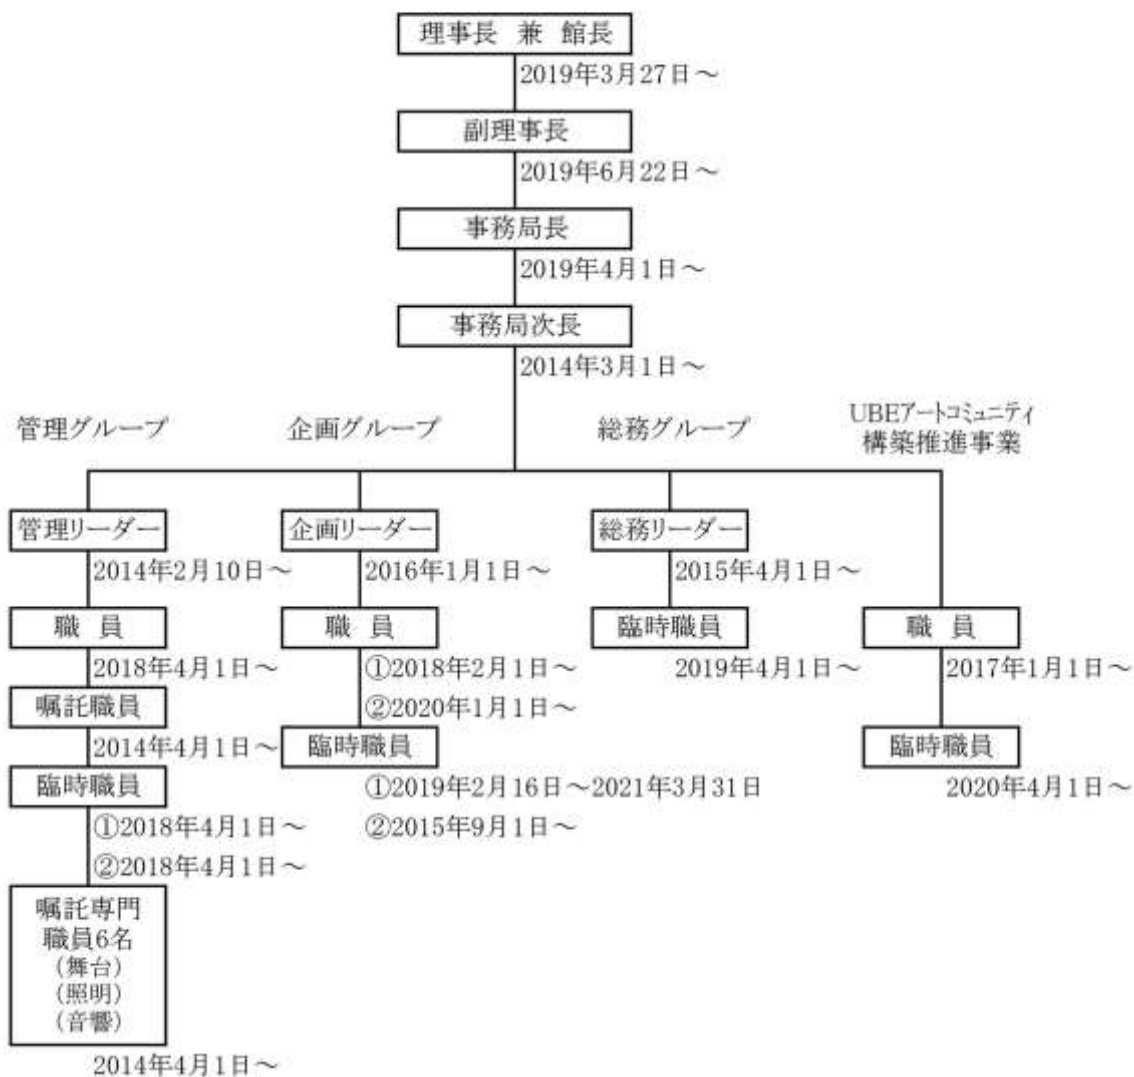 理事長 兼 館長
2019年3月27日～
副理事長
2019年6月22日～
事務局長
2019年4月1日～
事務局次長
2014年3月1日～
管理グループ
管理リーダー
2014年2月10日～
職 員
2018年4月1日～
嘱託職員
2014年4月1日～
臨時職員
①2018年4月1日～
②2018年4月1日～
嘱託専門
職員6名
(舞台)
(照明)
(音響)
2014年4月1日～
企画グループ
企画リーダー
2016年1月1日～
職 員
①2018年2月1日～
②2020年1月1日～
臨時職員
①2019年2月16日～2021年3月31日
②2015年9月1日～
総務グループ
総務リーダー
2015年4月1日～
臨時職員
2019年4月1日～
UBEアートコミュニティ
構築推進事業
職 員
2017年1月1日～
臨時職員
2020年4月1日～